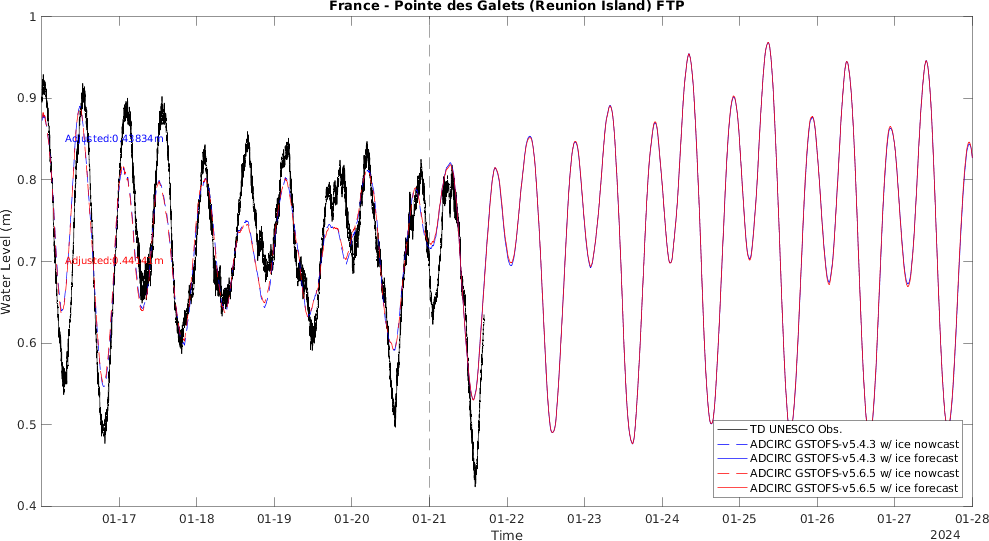 France - Pointe des Galets (Reunion Island) FTP
1
0.9
0.8
0.7
0.6
0.5
0.4
Water Level (m)
Adjusted:0.43834m
TD UNESCO Obs.
ADCIRC GSTOFS-v5.4.3 w/ ice nowcast
ADCIRC GSTOFS-v5.4.3 w/ ice forecast
ADCIRC GSTOFS-v5.6.5 w/ ice nowcast
ADCIRC GSTOFS-v5.6.5 w/ ice forecast
01-17
01-18
01-19
01-20
01-21
01-22
01-23
01-24
01-25
01-26
01-27
01-28
Time
2024